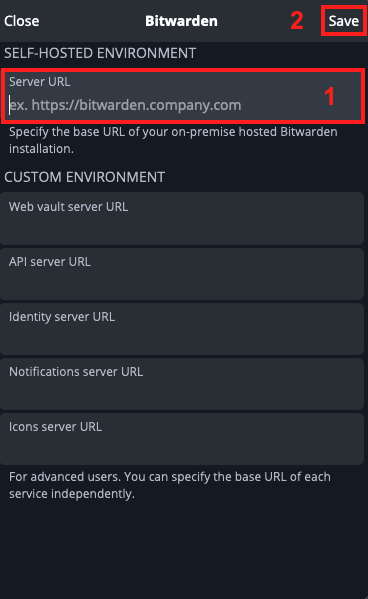 Close Bitwarden 2 Save
SELF-HOSTED ENVIRONMENT
Server URL
ex. https://bitwarden.company.com 1
Specify the base URL of your on-premise hosted Bitwarden
installation.
CUSTOM ENVIRONMENT
Web vault server URL
API server URL
Identity server URL
Notifications server URL
Icons server URL
For advanced users. You can specify the base URL of each
service independently.